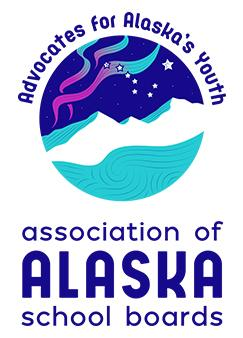 Advocates for Alaska's Youth
association of
ALASKA
school boards